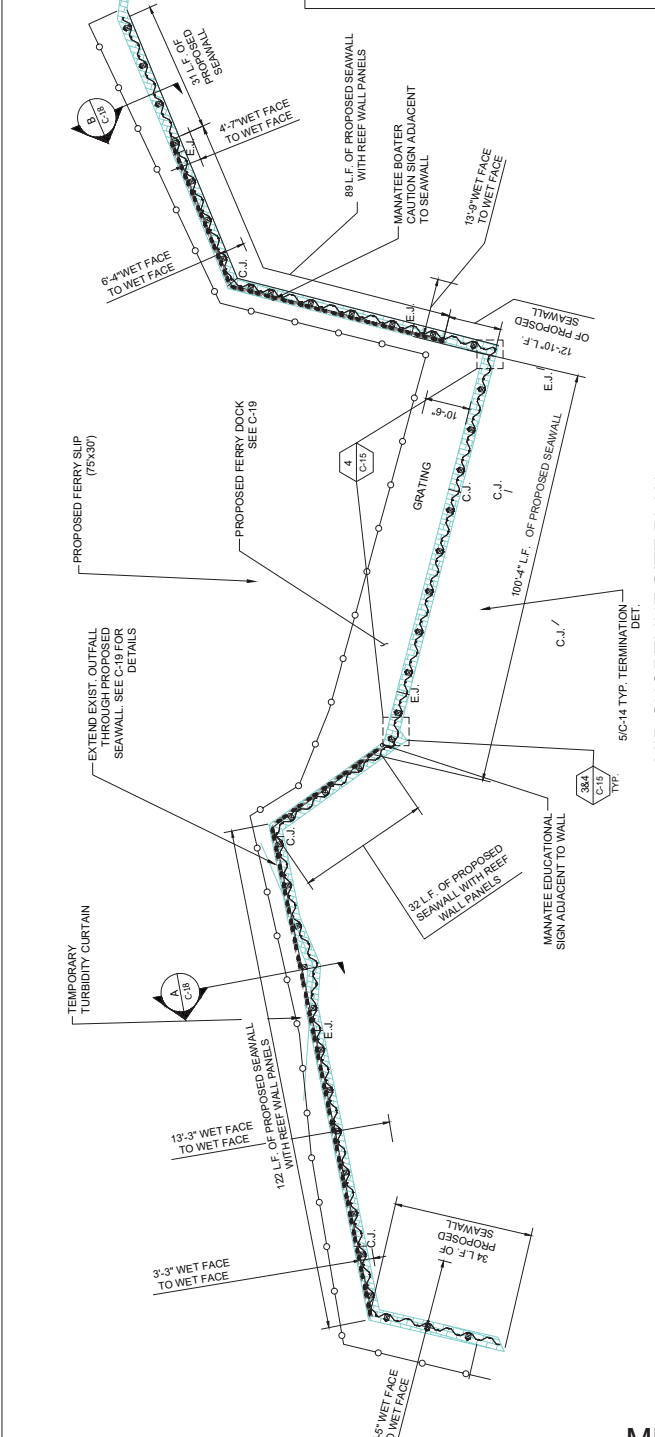 31 L.F. OF
PROPOSED
SEAWALL
B
C-18
4'-7"WET FACE
TO WET FACE
E.J.
89 L.F. OF PROPOSED SEAWALL
WITH REEF WALL PANELS
MANATEE BOATER
CAUTION SIGN ADJACENT
TO SEAWALL
13'-9"WET FACE
TO WET FACE
6'-4"WET FACE
TO WET FACE
C.J.
E.J.
12'-10" L.F.
OF PROPOSED
SEAWALL
E.J.
PROPOSED FERRY SLIP
(75'x30')
PROPOSED FERRY DOCK
SEE C-19
4
C-15
10'-6"
GRATING
C.J.
C.J.
100'-4" L.F. OF PROPOSED SEAWALL
EXTEND EXIST. OUTFALL
THROUGH PROPOSED
SEAWALL. SEE C-19 FOR
DETAILS
E.J.
C.J.
5/C-14 TYP. TERMINATION
DET.
3&4
C-15
TYP.
MANATEE EDUCATIONAL
SIGN ADJACENT TO WALL
C.J.
32 L.F. OF PROPOSED
SEAWALL WITH REEF
WALL PANELS
TEMPORARY
TURBIDITY CURTAIN
A
C-18
E.J.
122 L.F. OF PROPOSED SEAWALL
WITH REEF WALL PANELS
13'-3" WET FACE
TO WET FACE
3'-3" WET FACE
TO WET FACE
C.J.
34 L.F. OF
PROPOSED
SEAWALL
-5" WET FACE
TO WET FACE